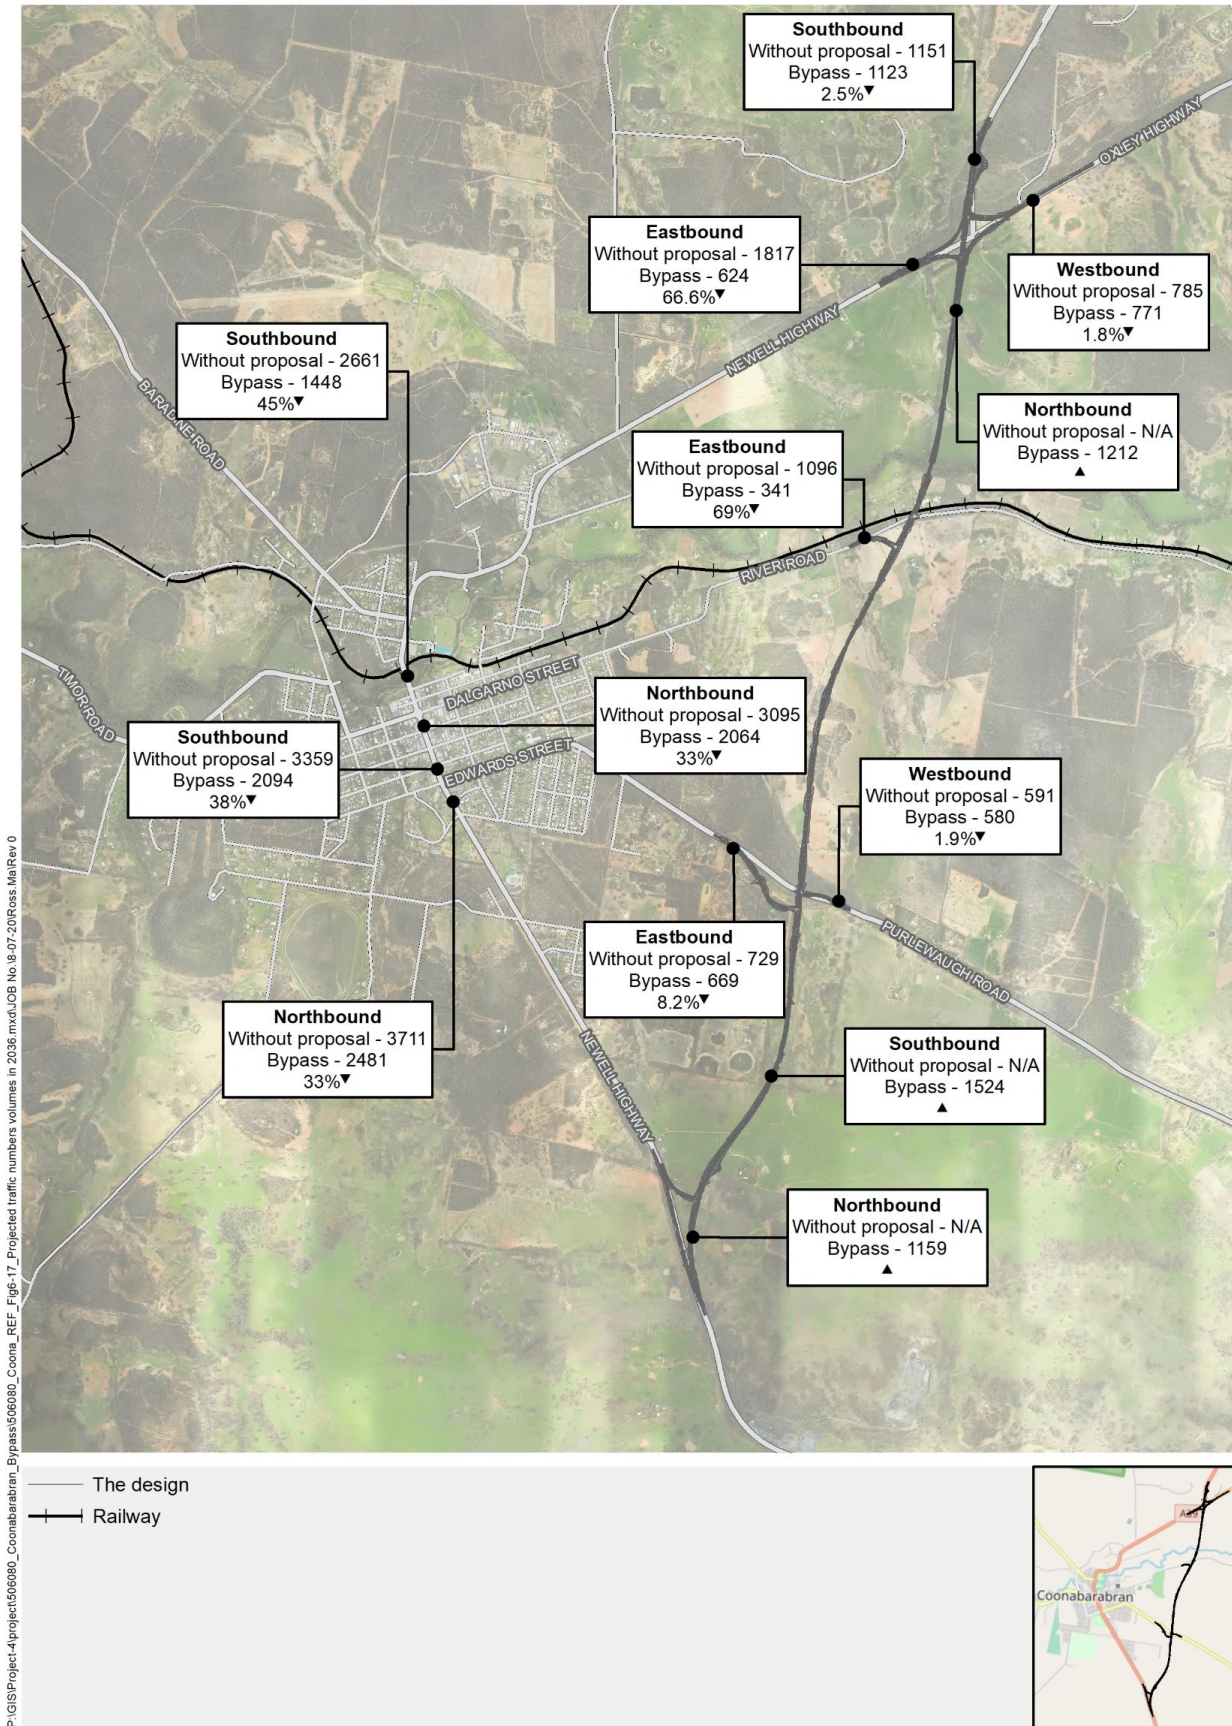 Southbound
Without proposal - 1151
Bypass - 1123
2.5%▼
OXLEY HIGHWAY
Eastbound
Without proposal - 1817
Bypass - 624
66.6%▼
Westbound
Without proposal - 785
Bypass - 771
1.8%▼
NEWELL HIGHWAY
Southbound
Without proposal - 2661
Bypass - 1448
45%▼
BARADINE ROAD
Northbound
Without proposal - N/A
Bypass - 1212
▲
Eastbound
Without proposal - 1096
Bypass - 341
69%▼
RIVER ROAD
TIMOR ROAD
DALGARNO STREET
Northbound
Without proposal - 3095
Bypass - 2064
33%▼
Southbound
Without proposal - 3359
Bypass - 2094
38%▼
EDWARDS STREET
Westbound
Without proposal - 591
Bypass - 580
1.9%▼
Eastbound
Without proposal - 729
Bypass - 669
8.2%▼
PURLEWAUGH ROAD
Northbound
Without proposal - 3711
Bypass - 2481
33%▼
NEWELL HIGHWAY
Southbound
Without proposal - N/A
Bypass - 1524
▲
Northbound
Without proposal - N/A
Bypass - 1159
▲
P:\GIS\Project-4\project\506080_Coonabarabran_Bypass\506080_Coona_REF_Fig6-17_Projected traffic numbers volumes in 2036.mxd\JOB No.\8-07-20\Ross.Ma\Rev 0
The design
Railway
A39
Coonabarabran